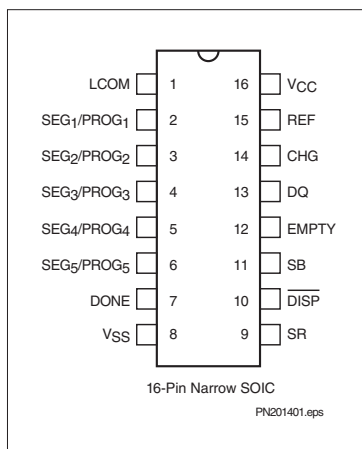 LCOM 1 16 VCC
SEG1/PROG1 2 15 REF
SEG2/PROG2 3 14 CHG
SEG3/PROG3 4 13 DQ
SEG4/PROG4 5 12 EMPTY
SEG5/PROG5 6 11 SB
DONE 7 10 DISP
VSS 8 9 SR
16-Pin Narrow SOIC
PN201401.eps